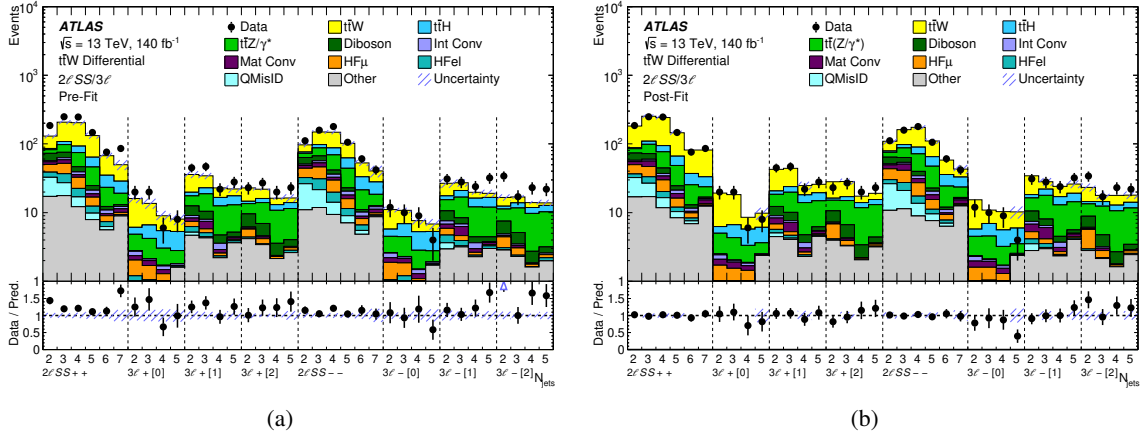 Events
10⁴
10³
10²
10
1
ATLAS
√s = 13 TeV, 140 fb⁻¹
tt̄W Differential
2ℓSS/3ℓ
Pre-Fit
Data
tt̄W
tt̄H
tt̄Z/γ*
Diboson
Int Conv
Mat Conv
HFμ
HFel
QMisID
Other
Uncertainty
Data / Pred.
2
1.5
1
0.5
0
2 3 4 5 6 7 2 3 4 5 2 3 4 5 2 3 4 5 2 3 4 5 6 7 2 3 4 5 2 3 4 5 2 3 4 5
2ℓSS++ 3ℓ+[0] 3ℓ+[1] 3ℓ+[2] 2ℓSS-- 3ℓ-[0] 3ℓ-[1] 3ℓ-[2] N_jets
(a)
Events
10⁴
10³
10²
10
1
ATLAS
√s = 13 TeV, 140 fb⁻¹
tt̄W Differential
2ℓSS/3ℓ
Post-Fit
Data
tt̄W
tt̄H
tt̄(Z/γ*)
Diboson
Int Conv
Mat Conv
HFμ
HFel
QMisID
Other
Uncertainty
Data / Pred.
2
1.5
1
0.5
0
2 3 4 5 6 7 2 3 4 5 2 3 4 5 2 3 4 5 2 3 4 5 6 7 2 3 4 5 2 3 4 5 2 3 4 5
2ℓSS++ 3ℓ+[0] 3ℓ+[1] 3ℓ+[2] 2ℓSS-- 3ℓ-[0] 3ℓ-[1] 3ℓ-[2] N_jets
(b)